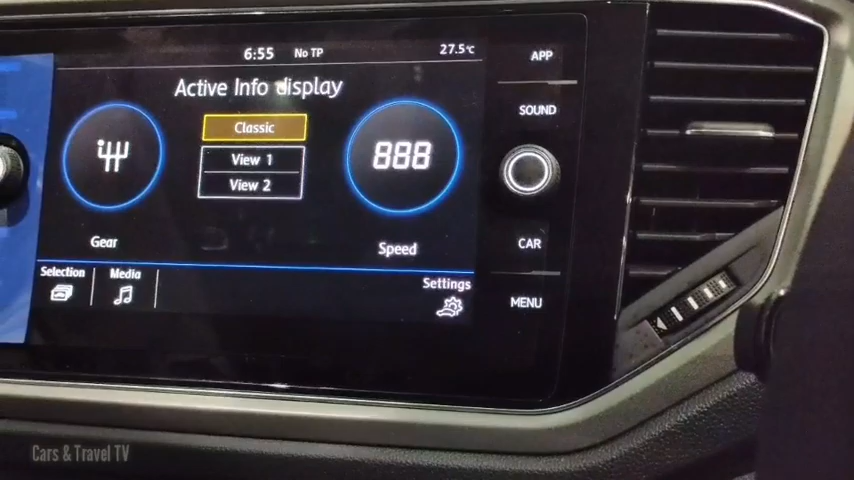 6:55 No TP 27.5°C
Active Info display
Classic
View 1
View 2
888
Gear
Speed
Selection
Media
Settings
APP
SOUND
CAR
MENU
Cars & Travel TV